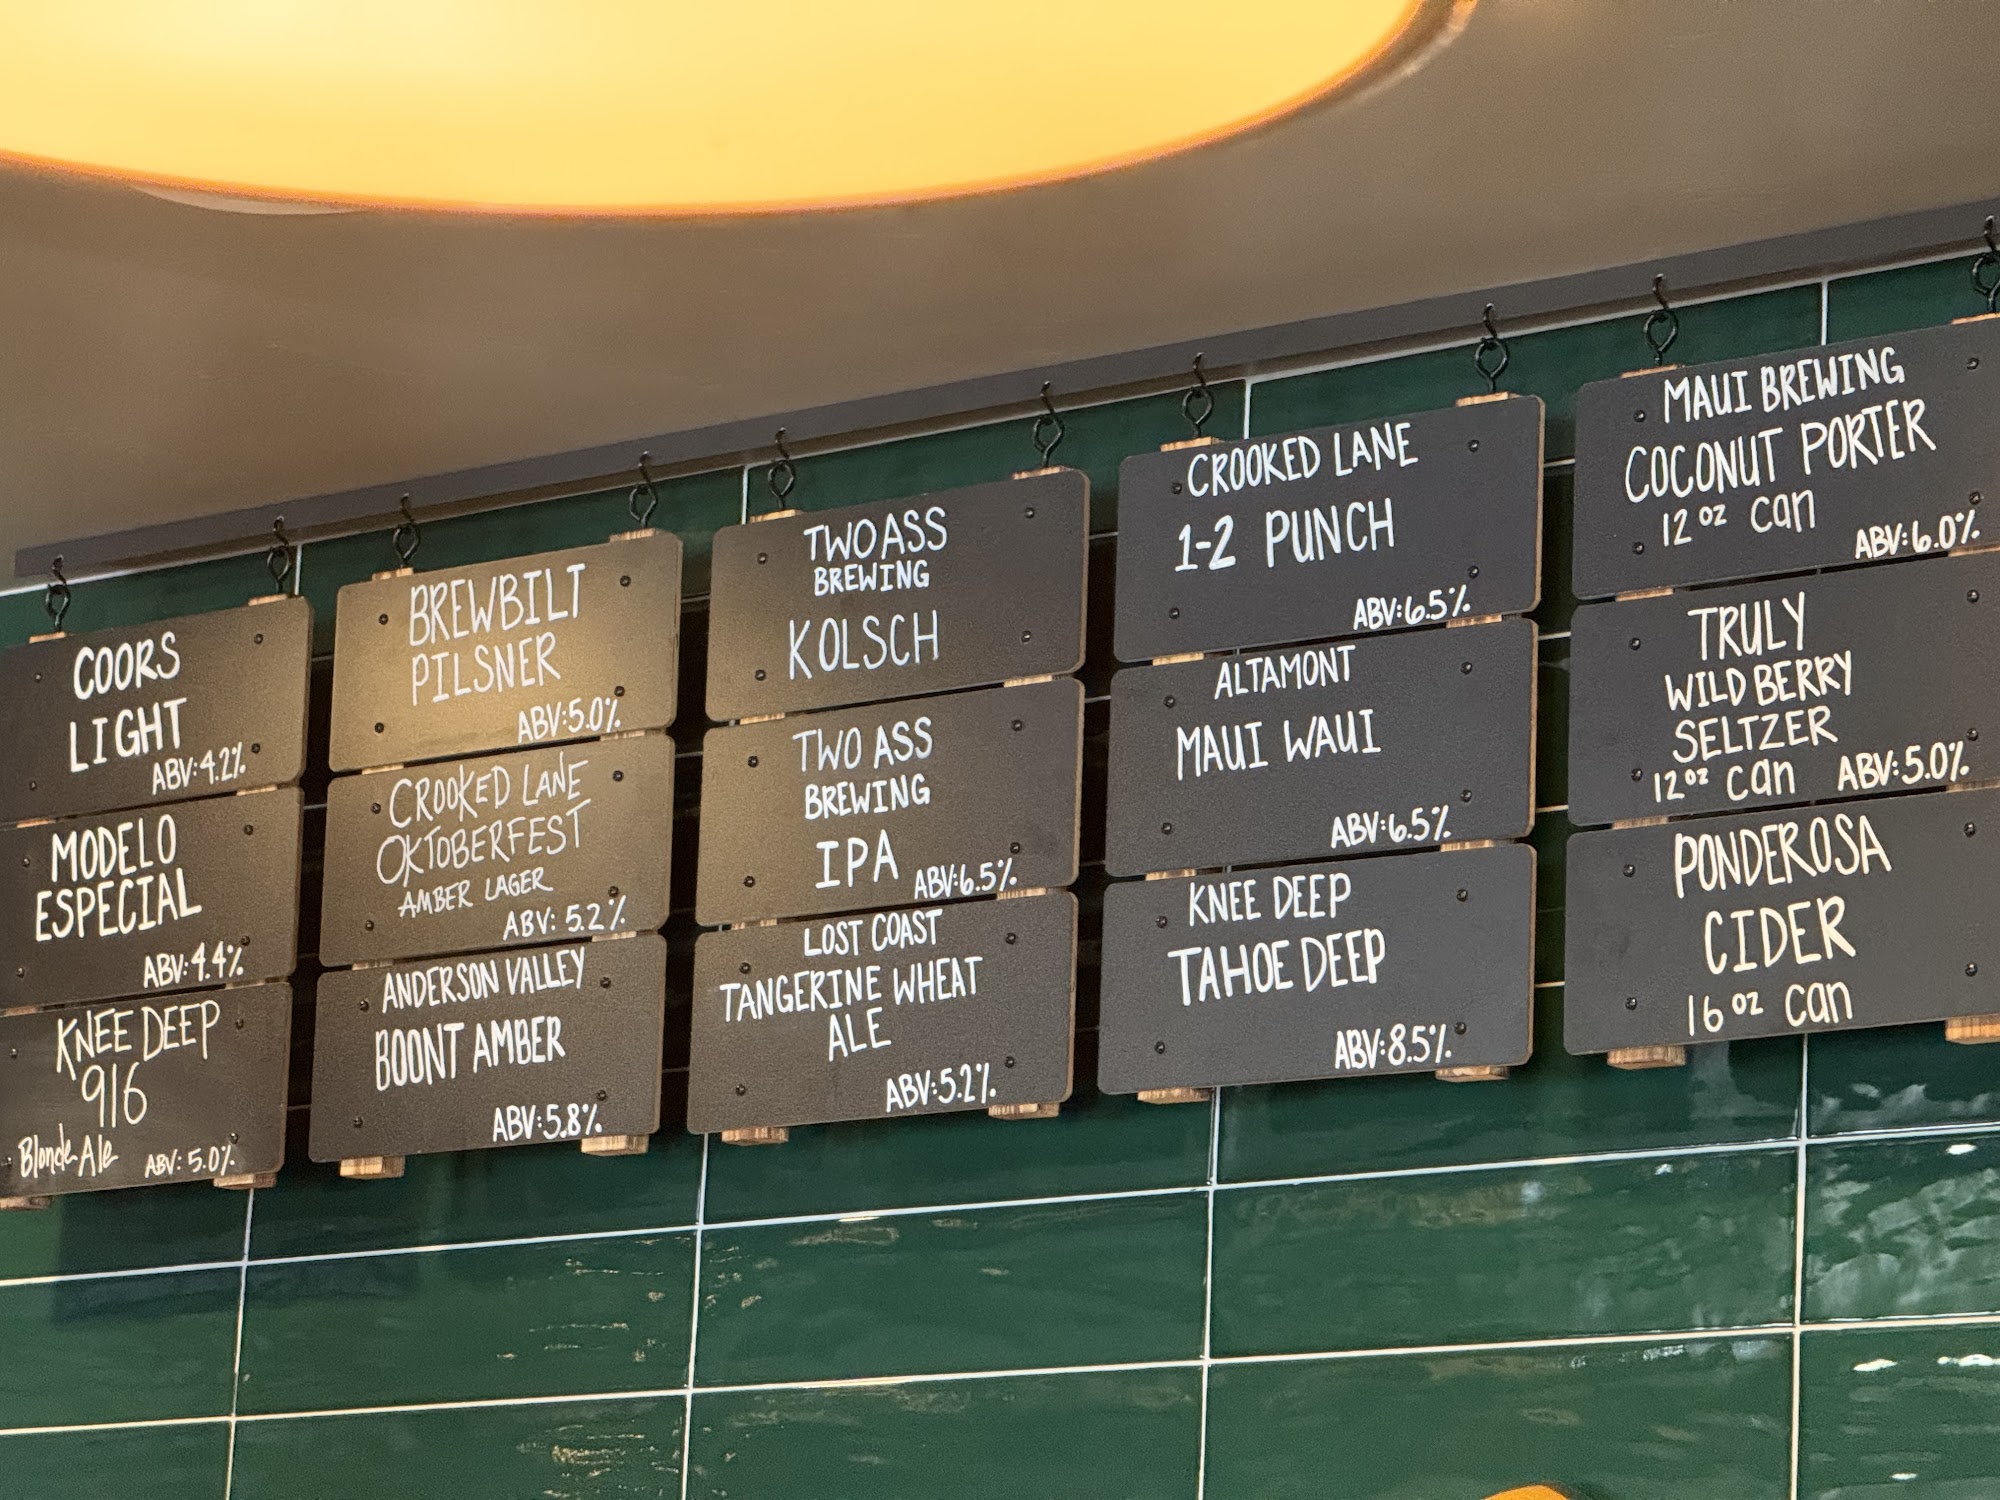 COORS
LIGHT
ABV:4.2%
MODELO
ESPECIAL
ABV:4.4%
KNEE DEEP
916
Blonde Ale ABV: 5.0%
BREWBILT
PILSNER
ABV:5.0%
CROOKED LANE
OKTOBERFEST
AMBER LAGER
ABV: 5.2%
ANDERSON VALLEY
BOONT AMBER
ABV:5.8%
TWO ASS
BREWING
KOLSCH
TWO ASS
BREWING
IPA ABV:6.5%
LOST COAST
TANGERINE WHEAT
ALE
ABV:5.2%
CROOKED LANE
1-2 PUNCH
ABV:6.5%
ALTAMONT
MAUI WAUI
ABV:6.5%
KNEE DEEP
TAHOE DEEP
ABV:8.5%
MAUI BREWING
COCONUT PORTER
12 oz can
ABV:6.0%
TRULY
WILD BERRY
SELTZER
12 oz can ABV:5.0%
PONDEROSA
CIDER
16 oz can